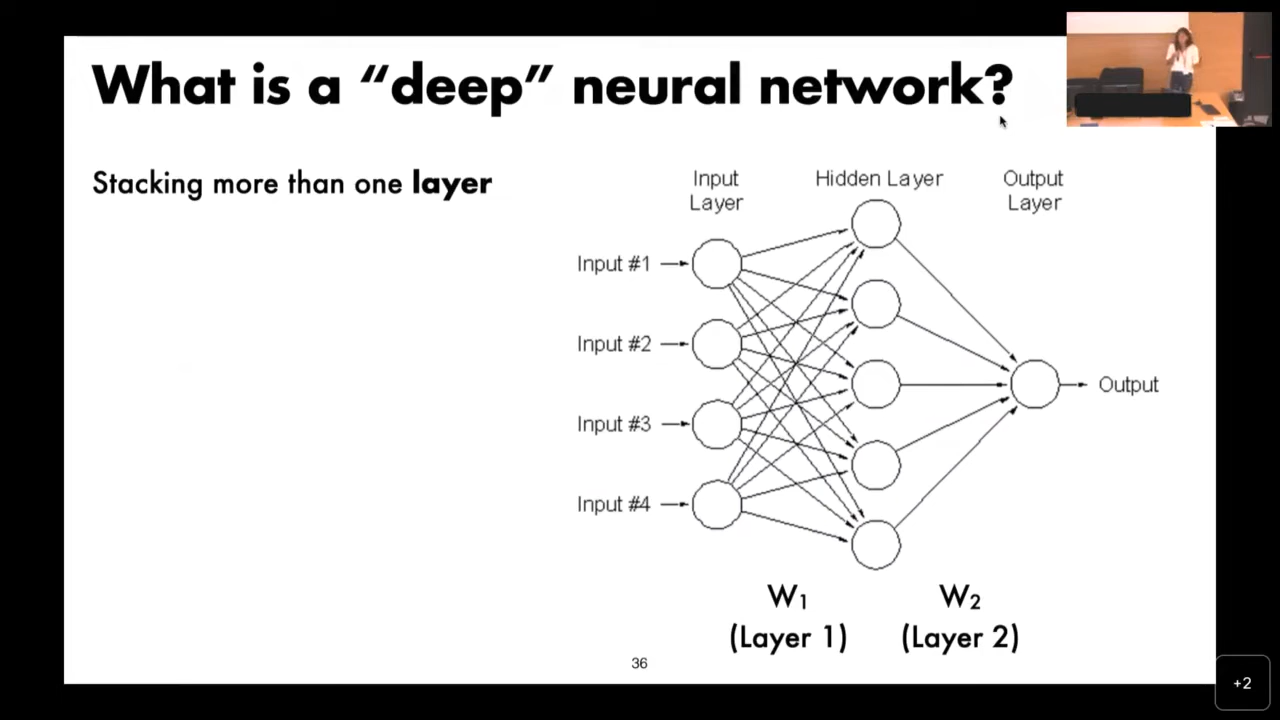 What is a “deep” neural network?
Stacking more than one layer
Input
Layer
Hidden Layer
Output
Layer
Input #1
Input #2
Input #3
Input #4
Output
W₁
(Layer 1)
W₂
(Layer 2)
36
+2